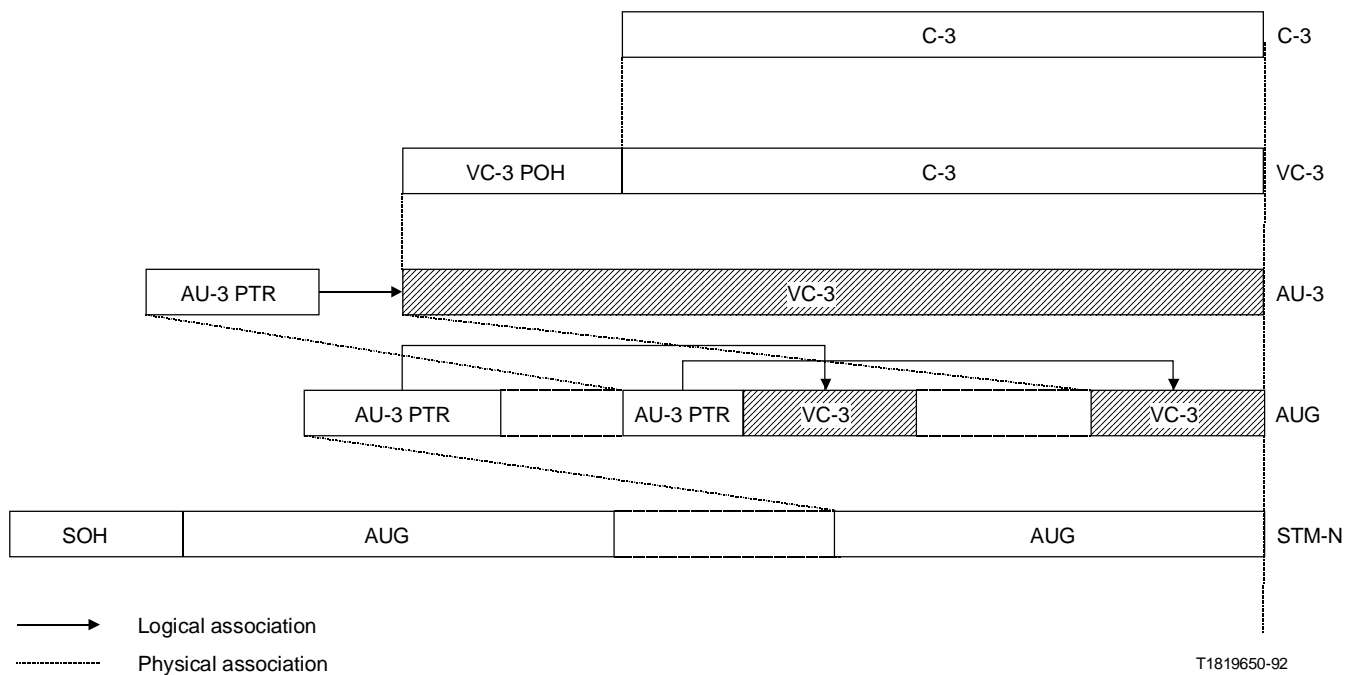 C-3 C-3
VC-3 POH C-3 VC-3
AU-3 PTR VC-3 AU-3
AU-3 PTR AU-3 PTR VC-3 VC-3 AUG
SOH AUG AUG STM-N
Logical association
Physical association
T1819650-92